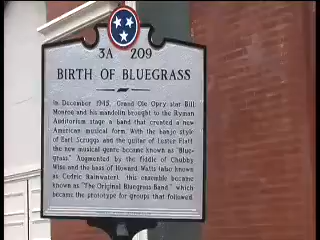 3A 209
BIRTH OF BLUEGRASS
In December 1945, Grand Ole Opry star Bill
Monroe and his mandolin brought to the Ryman
Auditorium stage a band that created a new
American musical form. With the banjo style
of Earl Scruggs and the guitar of Lester Flatt
the new musical genre became known as "Blue-
grass." Augmented by the fiddle of Chubby
Wise and the bass of Howard Watts (also known
as Cedric Rainwater), this ensemble became
known as "The Original Bluegrass Band," which
became the prototype for groups that followed.